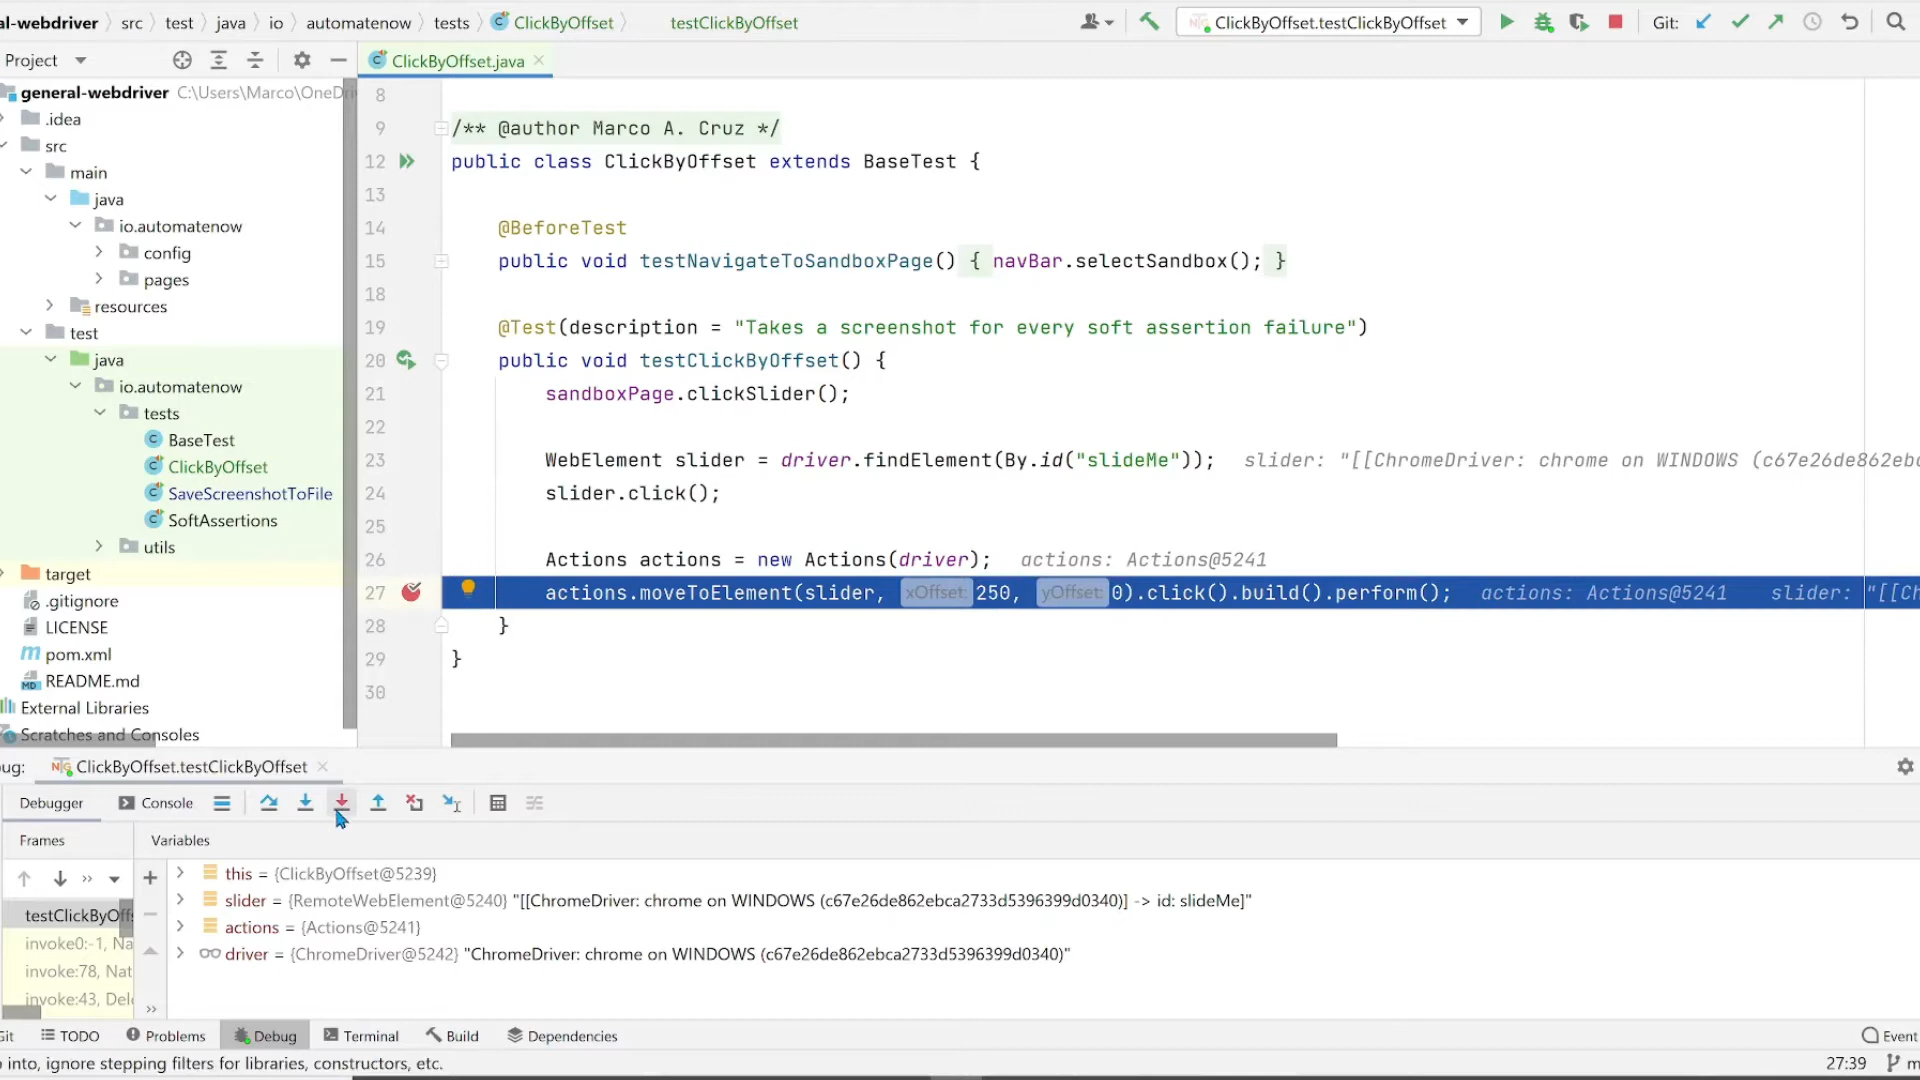 al-webdriver src test java io automatenow tests ClickByOffset testClickByOffset
ClickByOffset.testClickByOffset Git:
Project
ClickByOffset.java
general-webdriver C:\Users\Marco\OneDri
.idea
src
main
java
io.automatenow
config
pages
resources
test
java
io.automatenow
tests
BaseTest
ClickByOffset
SaveScreenshotToFile
SoftAssertions
utils
target
.gitignore
LICENSE
pom.xml
README.md
External Libraries
Scratches and Consoles
8
9 /** @author Marco A. Cruz */
12 public class ClickByOffset extends BaseTest {
13
14 @BeforeTest
15 public void testNavigateToSandboxPage() { navBar.selectSandbox(); }
18
19 @Test(description = "Takes a screenshot for every soft assertion failure")
20 public void testClickByOffset() {
21 sandboxPage.clickSlider();
22
23 WebElement slider = driver.findElement(By.id("slideMe")); slider: "[[ChromeDriver: chrome on WINDOWS (c67e26de862ebc
24 slider.click();
25
26 Actions actions = new Actions(driver); actions: Actions@5241
27 actions.moveToElement(slider, xOffset: 250, yOffset: 0).click().build().perform(); actions: Actions@5241 slider: "[[Ch
28 }
29 }
30
ug: ClickByOffset.testClickByOffset
Debugger Console
Frames Variables
this = {ClickByOffset@5239}
slider = {RemoteWebElement@5240} "[[ChromeDriver: chrome on WINDOWS (c67e26de862ebca2733d5396399d0340)] -> id: slideMe]"
actions = {Actions@5241}
driver = {ChromeDriver@5242} "ChromeDriver: chrome on WINDOWS (c67e26de862ebca2733d5396399d0340)"
testClickByOffs
invoke0:-1, Na
invoke:78, Nat
invoke:43, Dele
Git TODO Problems Debug Terminal Build Dependencies Event
o into, ignore stepping filters for libraries, constructors, etc. 27:39 m